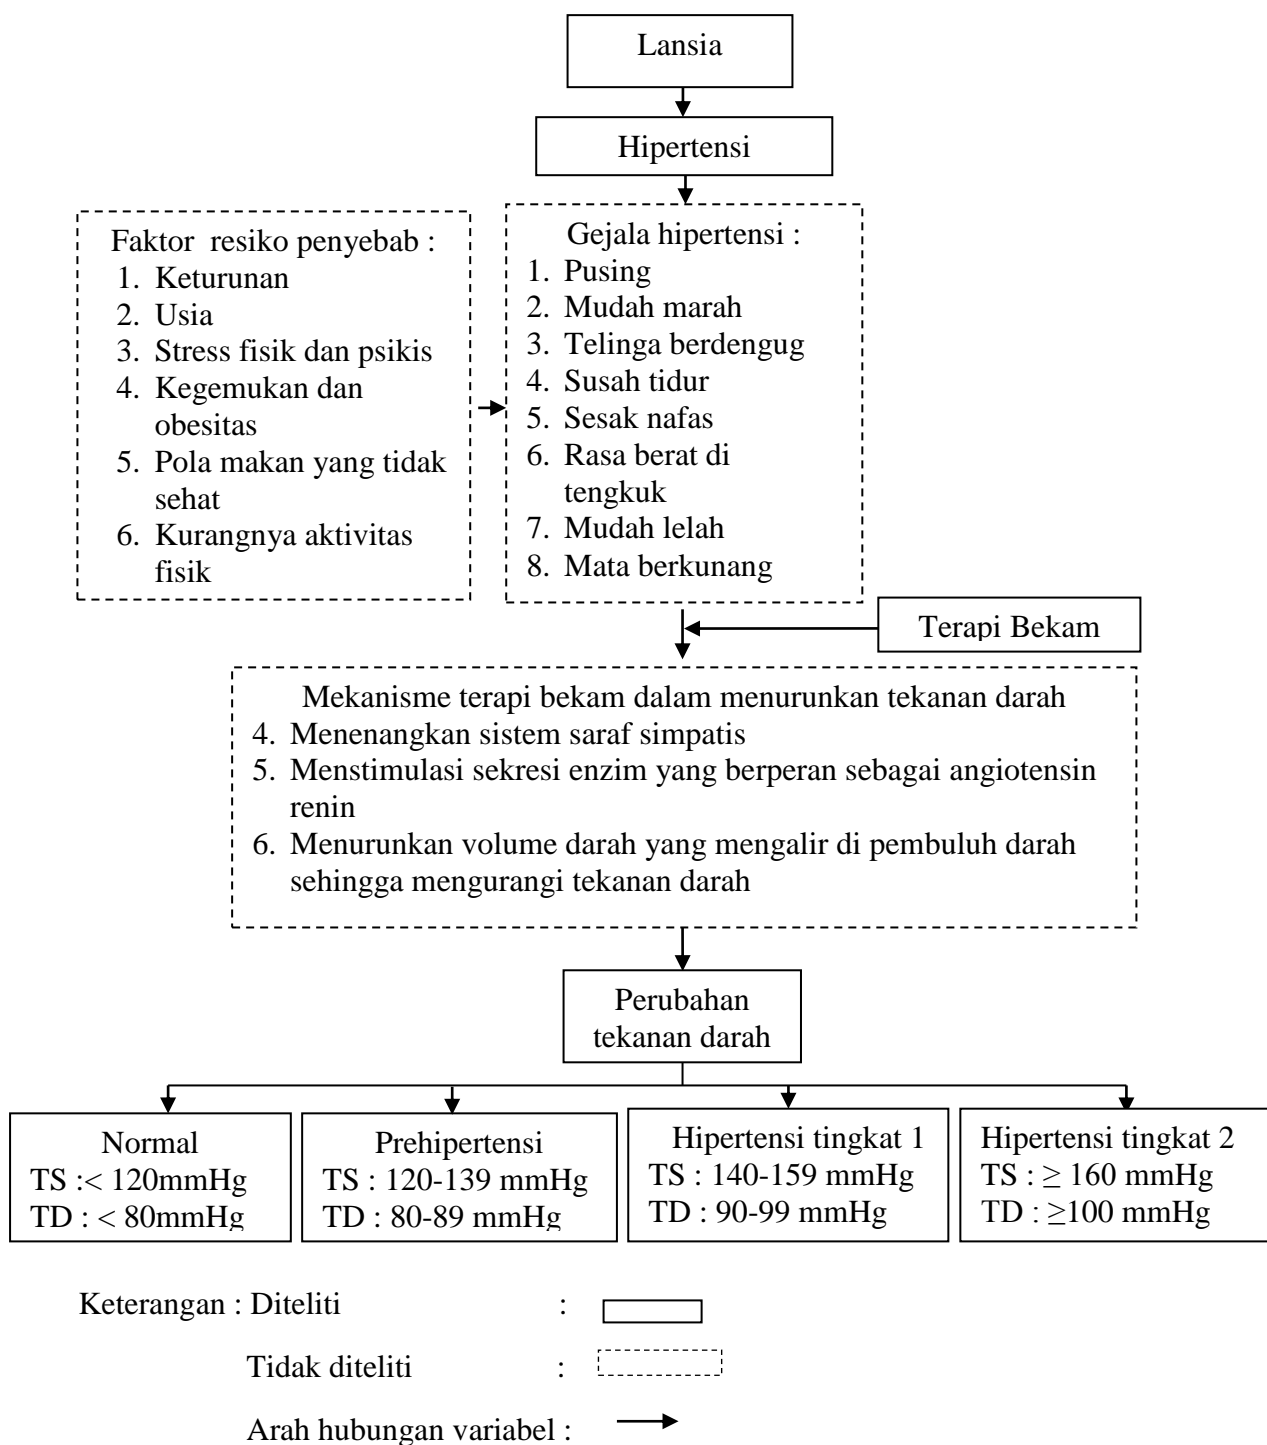 Lansia
Hipertensi
Faktor resiko penyebab :
1. Keturunan
2. Usia
3. Stress fisik dan psikis
4. Kegemukan dan
obesitas
5. Pola makan yang tidak
sehat
6. Kurangnya aktivitas
fisik
Gejala hipertensi :
1. Pusing
2. Mudah marah
3. Telinga berdengug
4. Susah tidur
5. Sesak nafas
6. Rasa berat di
tengkuk
7. Mudah lelah
8. Mata berkunang
Terapi Bekam
Mekanisme terapi bekam dalam menurunkan tekanan darah
4. Menenangkan sistem saraf simpatis
5. Menstimulasi sekresi enzim yang berperan sebagai angiotensin
renin
6. Menurunkan volume darah yang mengalir di pembuluh darah
sehingga mengurangi tekanan darah
Perubahan
tekanan darah
Normal
TS :< 120mmHg
TD : < 80mmHg
Prehipertensi
TS : 120-139 mmHg
TD : 80-89 mmHg
Hipertensi tingkat 1
TS : 140-159 mmHg
TD : 90-99 mmHg
Hipertensi tingkat 2
TS : ≥ 160 mmHg
TD : ≥100 mmHg
Keterangan : Diteliti :
Tidak diteliti :
Arah hubungan variabel :